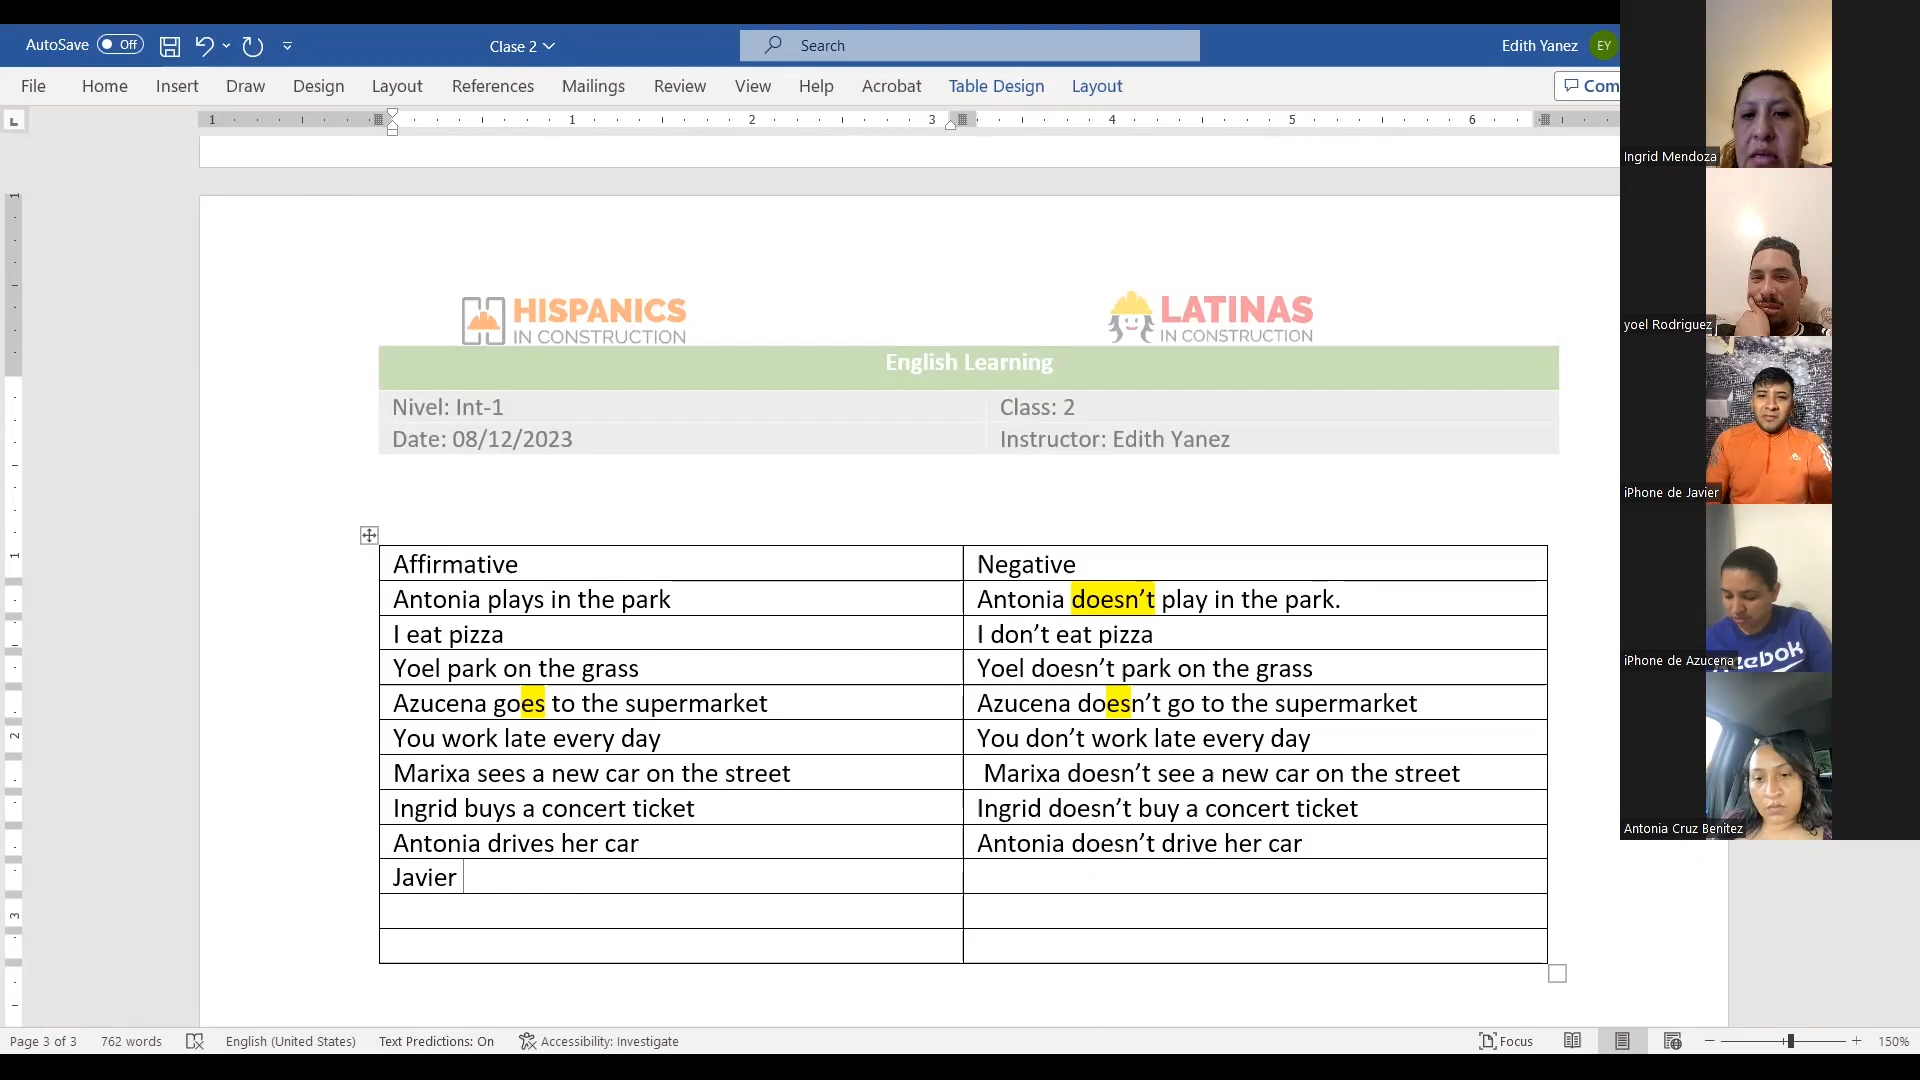 AutoSave Off Clase 2 Search Edith Yanez EY
File Home Insert Draw Design Layout References Mailings Review View Help Acrobat Table Design Layout Com
1 1 2 3 4 5 6
Ingrid Mendoza
yoel Rodriguez
iPhone de Javier
iPhone de Azucena
Antonia Cruz Benitez
HISPANICS IN CONSTRUCTION
LATINAS IN CONSTRUCTION
English Learning
Nivel: Int-1 Class: 2
Date: 08/12/2023 Instructor: Edith Yanez
Affirmative Negative
Antonia plays in the park Antonia doesn’t play in the park.
I eat pizza I don’t eat pizza
Yoel park on the grass Yoel doesn’t park on the grass
Azucena goes to the supermarket Azucena doesn’t go to the supermarket
You work late every day You don’t work late every day
Marixa sees a new car on the street Marixa doesn’t see a new car on the street
Ingrid buys a concert ticket Ingrid doesn’t buy a concert ticket
Antonia drives her car Antonia doesn’t drive her car
Javier
Page 3 of 3 762 words English (United States) Text Predictions: On Accessibility: Investigate Focus 150%